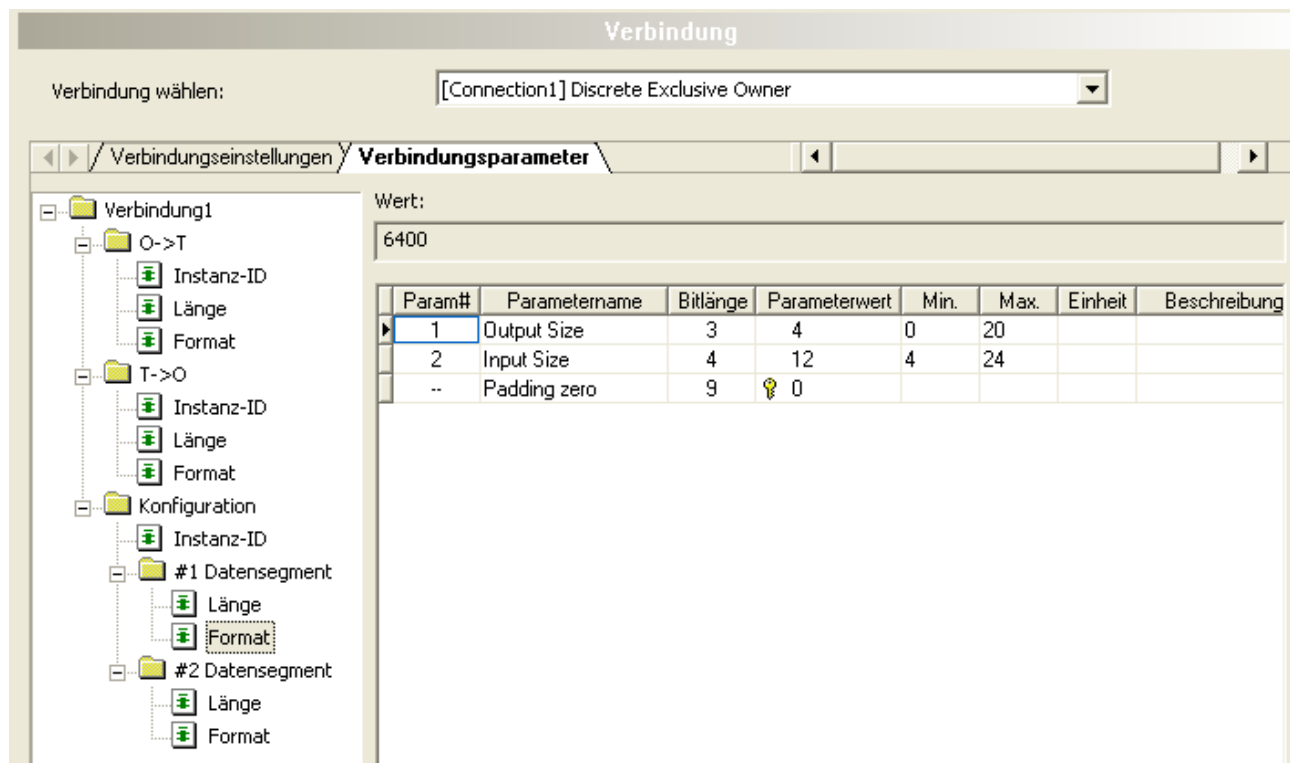 Verbindung
Verbindung wählen:
[Connection1] Discrete Exclusive Owner
Verbindungseinstellungen
Verbindungsparameter
Verbindung1
O->T
Instanz-ID
Länge
Format
T->O
Instanz-ID
Länge
Format
Konfiguration
Instanz-ID
#1 Datensegment
Länge
Format
#2 Datensegment
Länge
Format
Wert:
6400
Param# Parametername Bitlänge Parameterwert Min. Max. Einheit Beschreibung
1 Output Size 3 4 0 20
2 Input Size 4 12 4 24
-- Padding zero 9 0